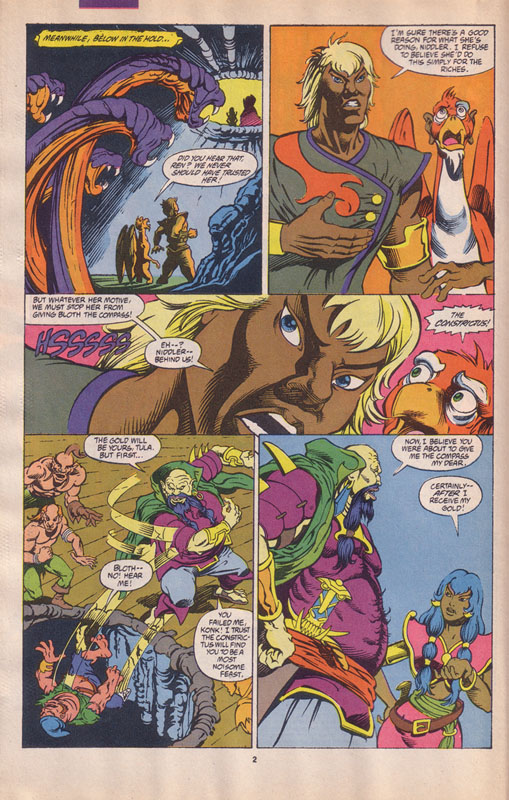 MEANWHILE, BELOW IN THE HOLD...
DID YOU HEAR THAT,
REN? WE NEVER
SHOULD HAVE TRUSTED
HER!
I'M SURE THERE'S A GOOD
REASON FOR WHAT SHE'S
DOING, NIDDLER. I REFUSE
TO BELIEVE SHE'D DO
THIS SIMPLY FOR THE
RICHES.
BUT WHATEVER HER MOTIVE,
WE MUST STOP HER FROM
GIVING BLOTH THE COMPASS!
HSSSSSS
EH--?
NIDDLER--
BEHIND US!
THE
CONSTRICTUS!
THE GOLD WILL
BE YOURS, TULA.
BUT FIRST...
BLOTH--
NO! HEAR
ME!
YOU
FAILED ME,
KONK! I TRUST
THE CONSTRIC-
TUS WILL FIND
YOU TO BE A
MOST
NOISOME
FEAST.
NOW, I BELIEVE YOU
WERE ABOUT TO GIVE
ME THE COMPASS
MY DEAR.
CERTAINLY--
AFTER I
RECEIVE MY
GOLD!
2